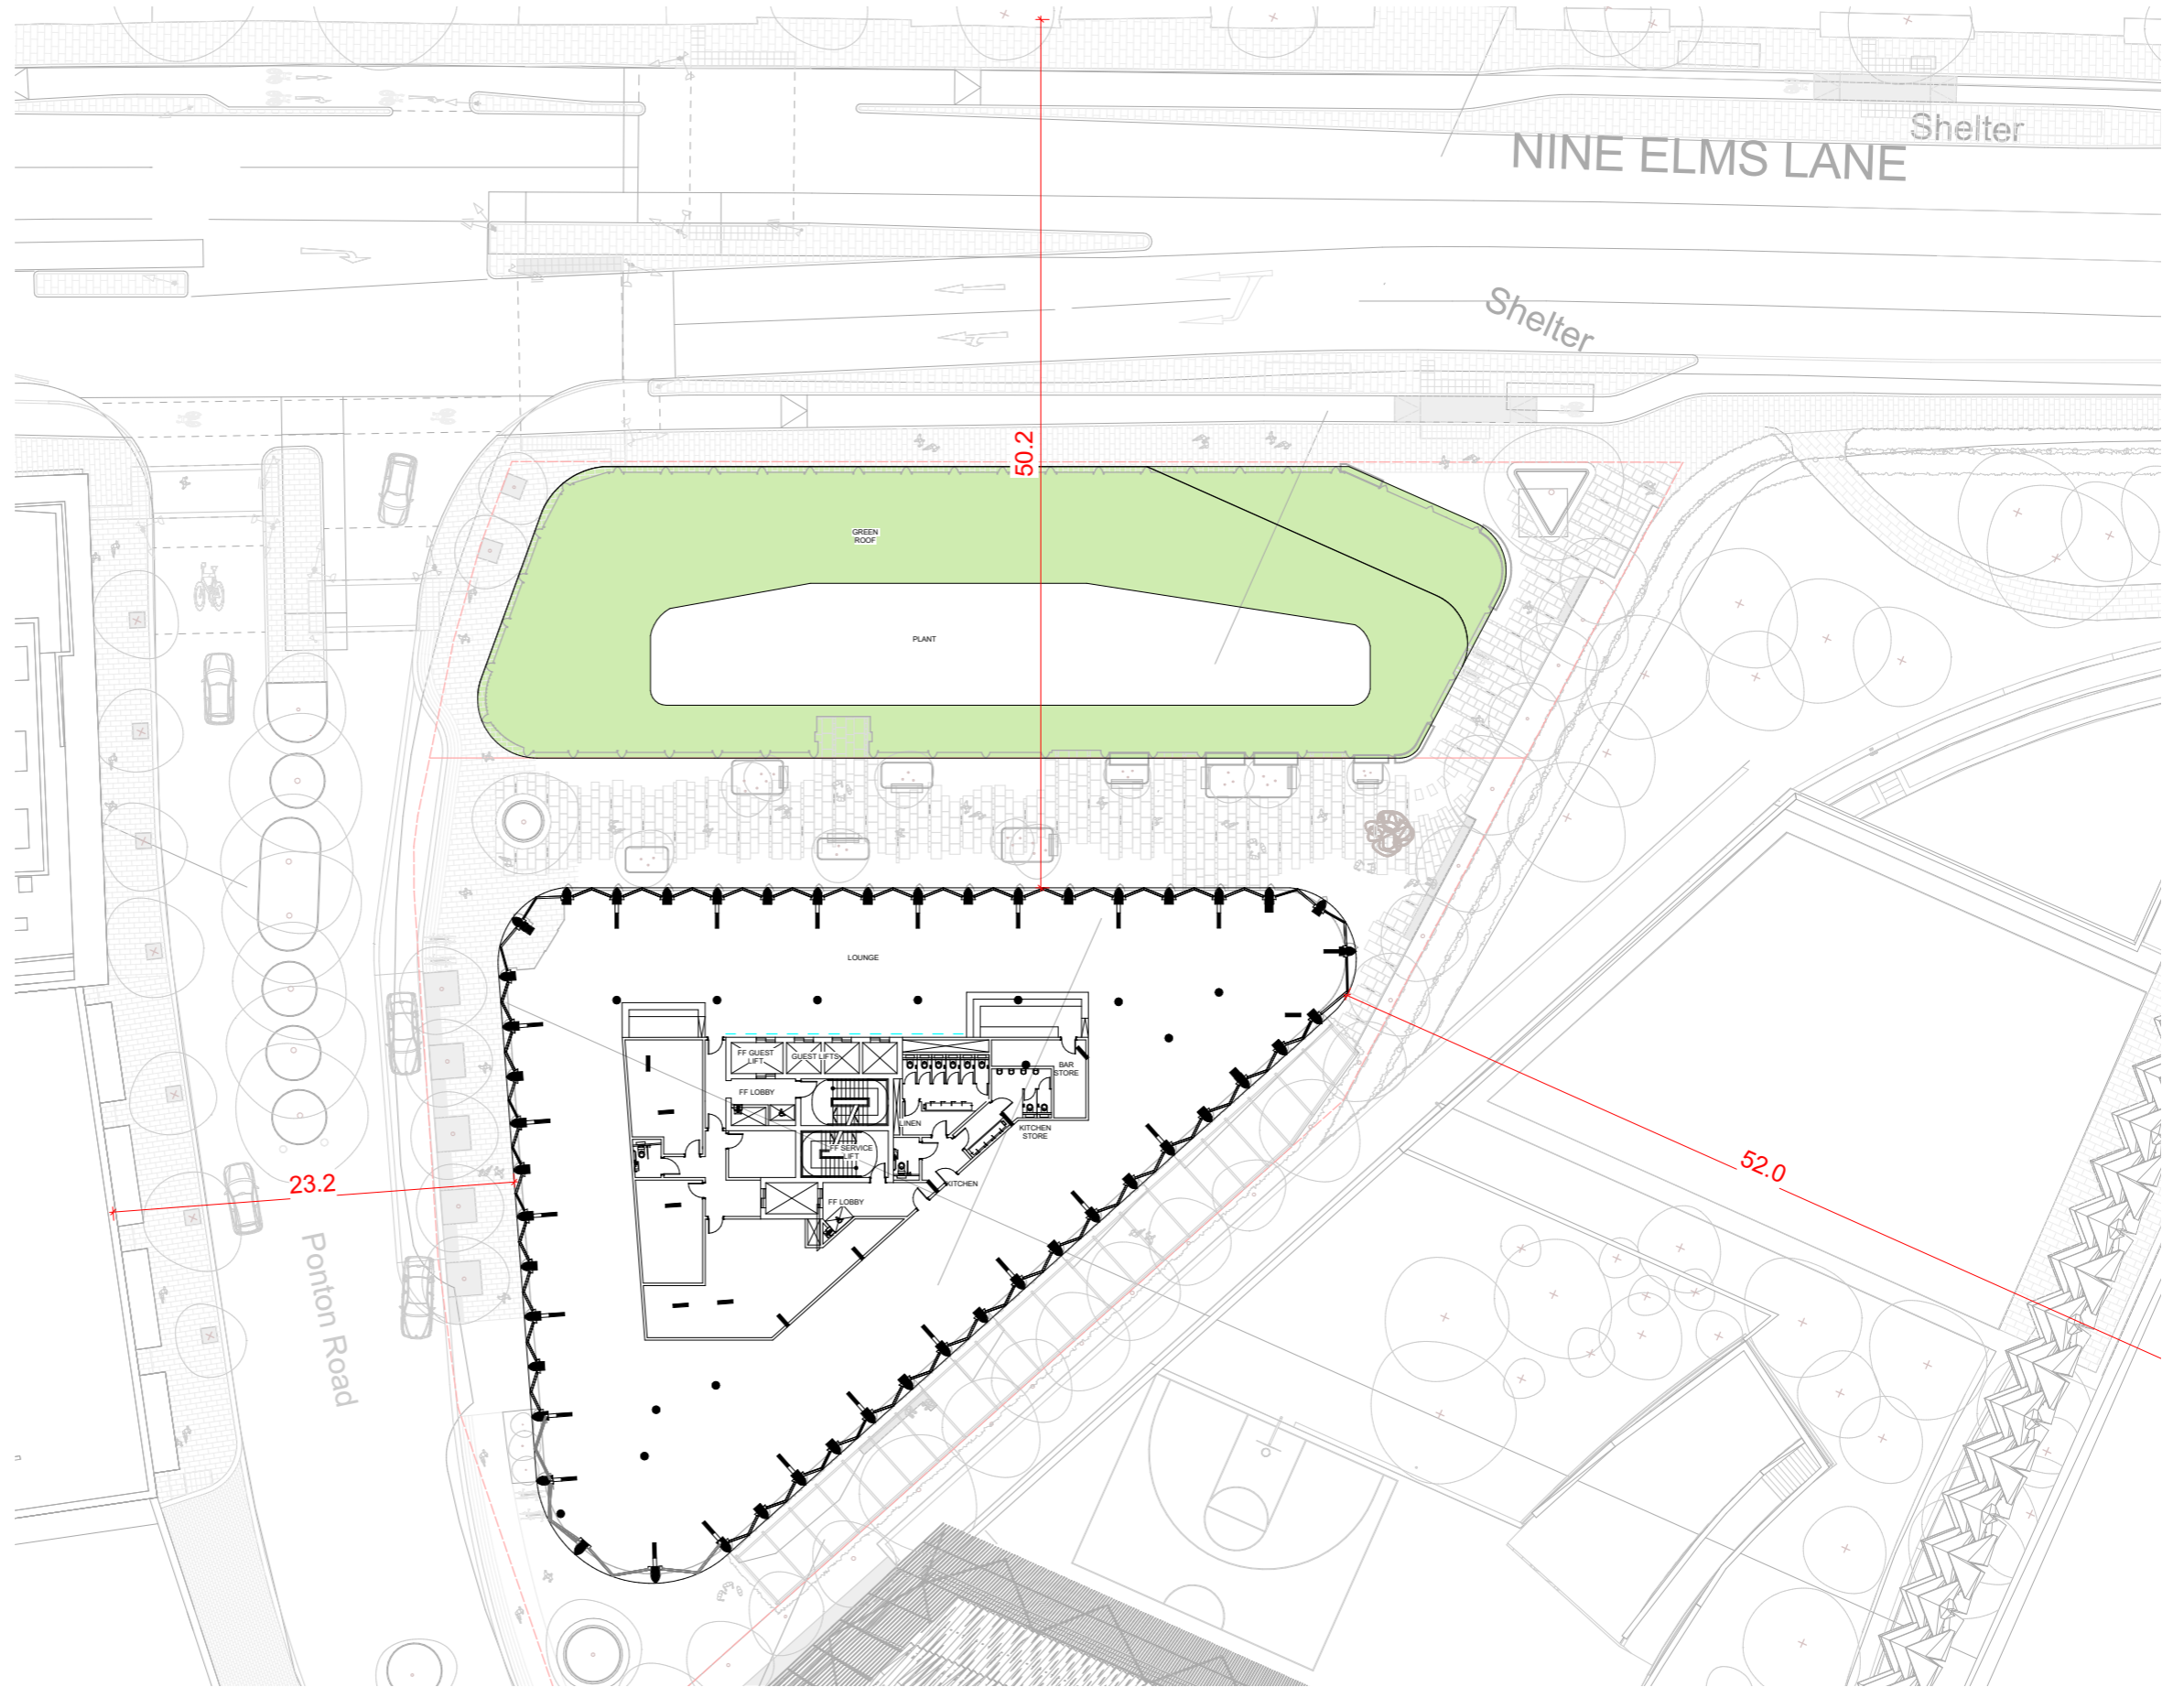 Shelter
NINE ELMS LANE
Shelter
50.2
GREEN
ROOF
PLANT
LOUNGE
FF GUEST
LIFT
GUEST LIFTS
BAR
STORE
FF LOBBY
LINEN
KITCHEN
STORE
FF SERVICE
LIFT
KITCHEN
FF LOBBY
23.2
52.0
Ponton Road